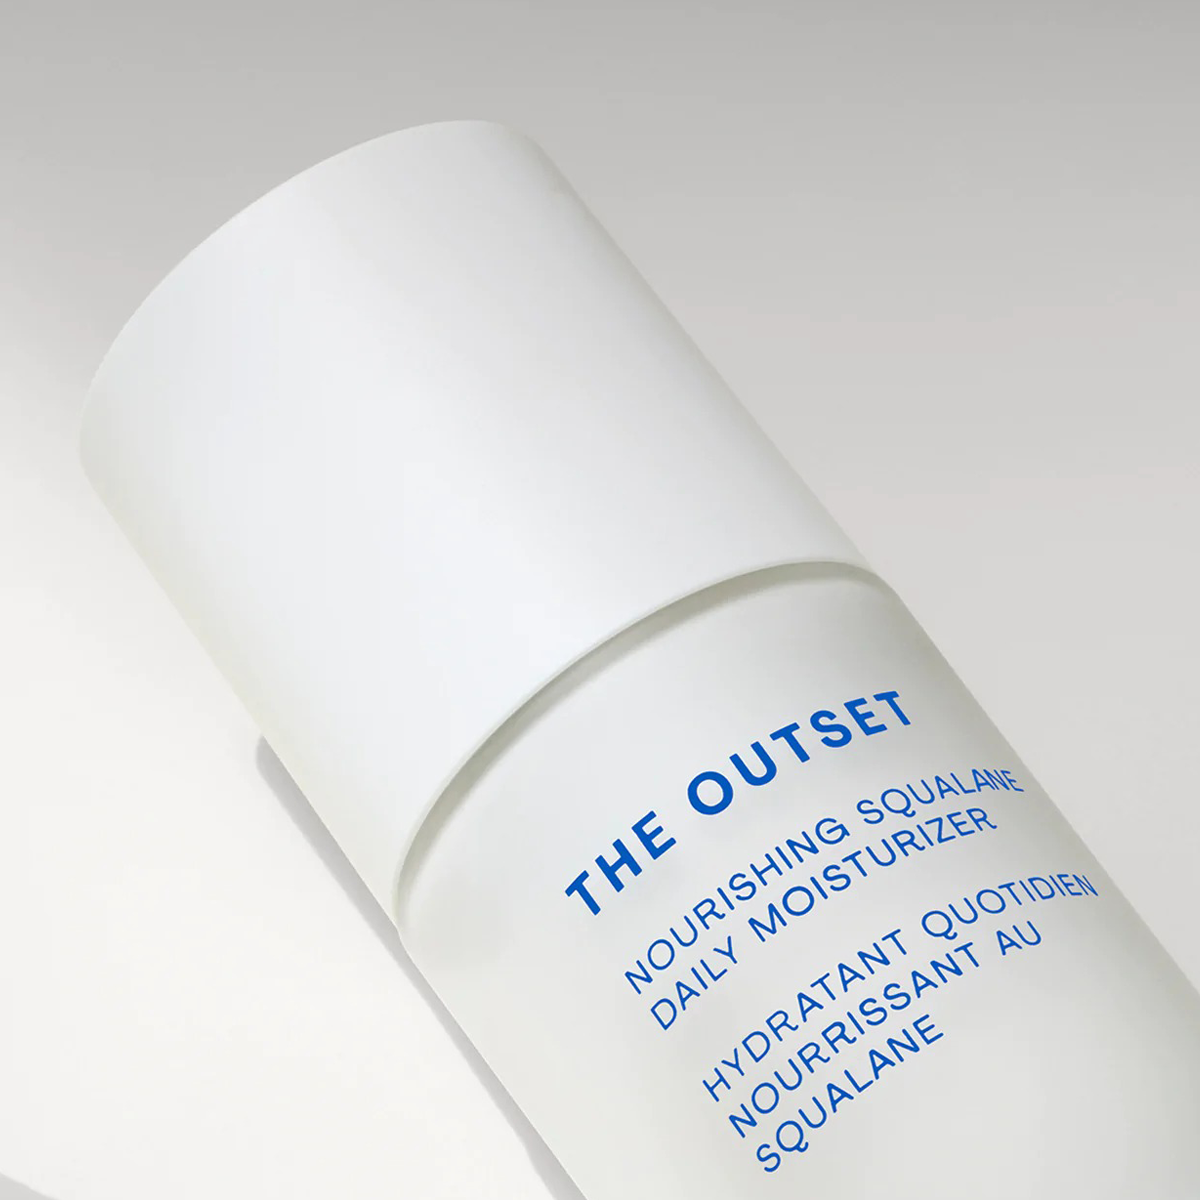 THE OUTSET
NOURISHING SQUALANE
DAILY MOISTURIZER
HYDRATANT QUOTIDIEN
NOURRISSANT AU
SQUALANE